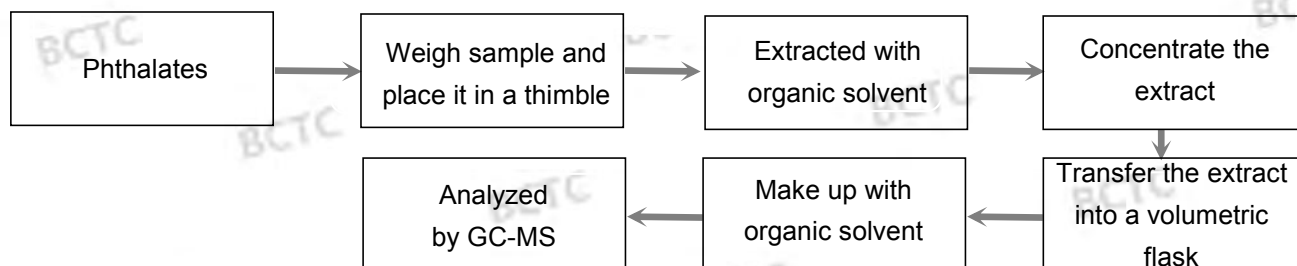 Phthalates
Weigh sample and
place it in a thimble
Extracted with
organic solvent
Concentrate the
extract
Transfer the extract
into a volumetric
flask
Make up with
organic solvent
Analyzed
by GC-MS
BCTC
BCTC
BCTC
BCTC
BCTC